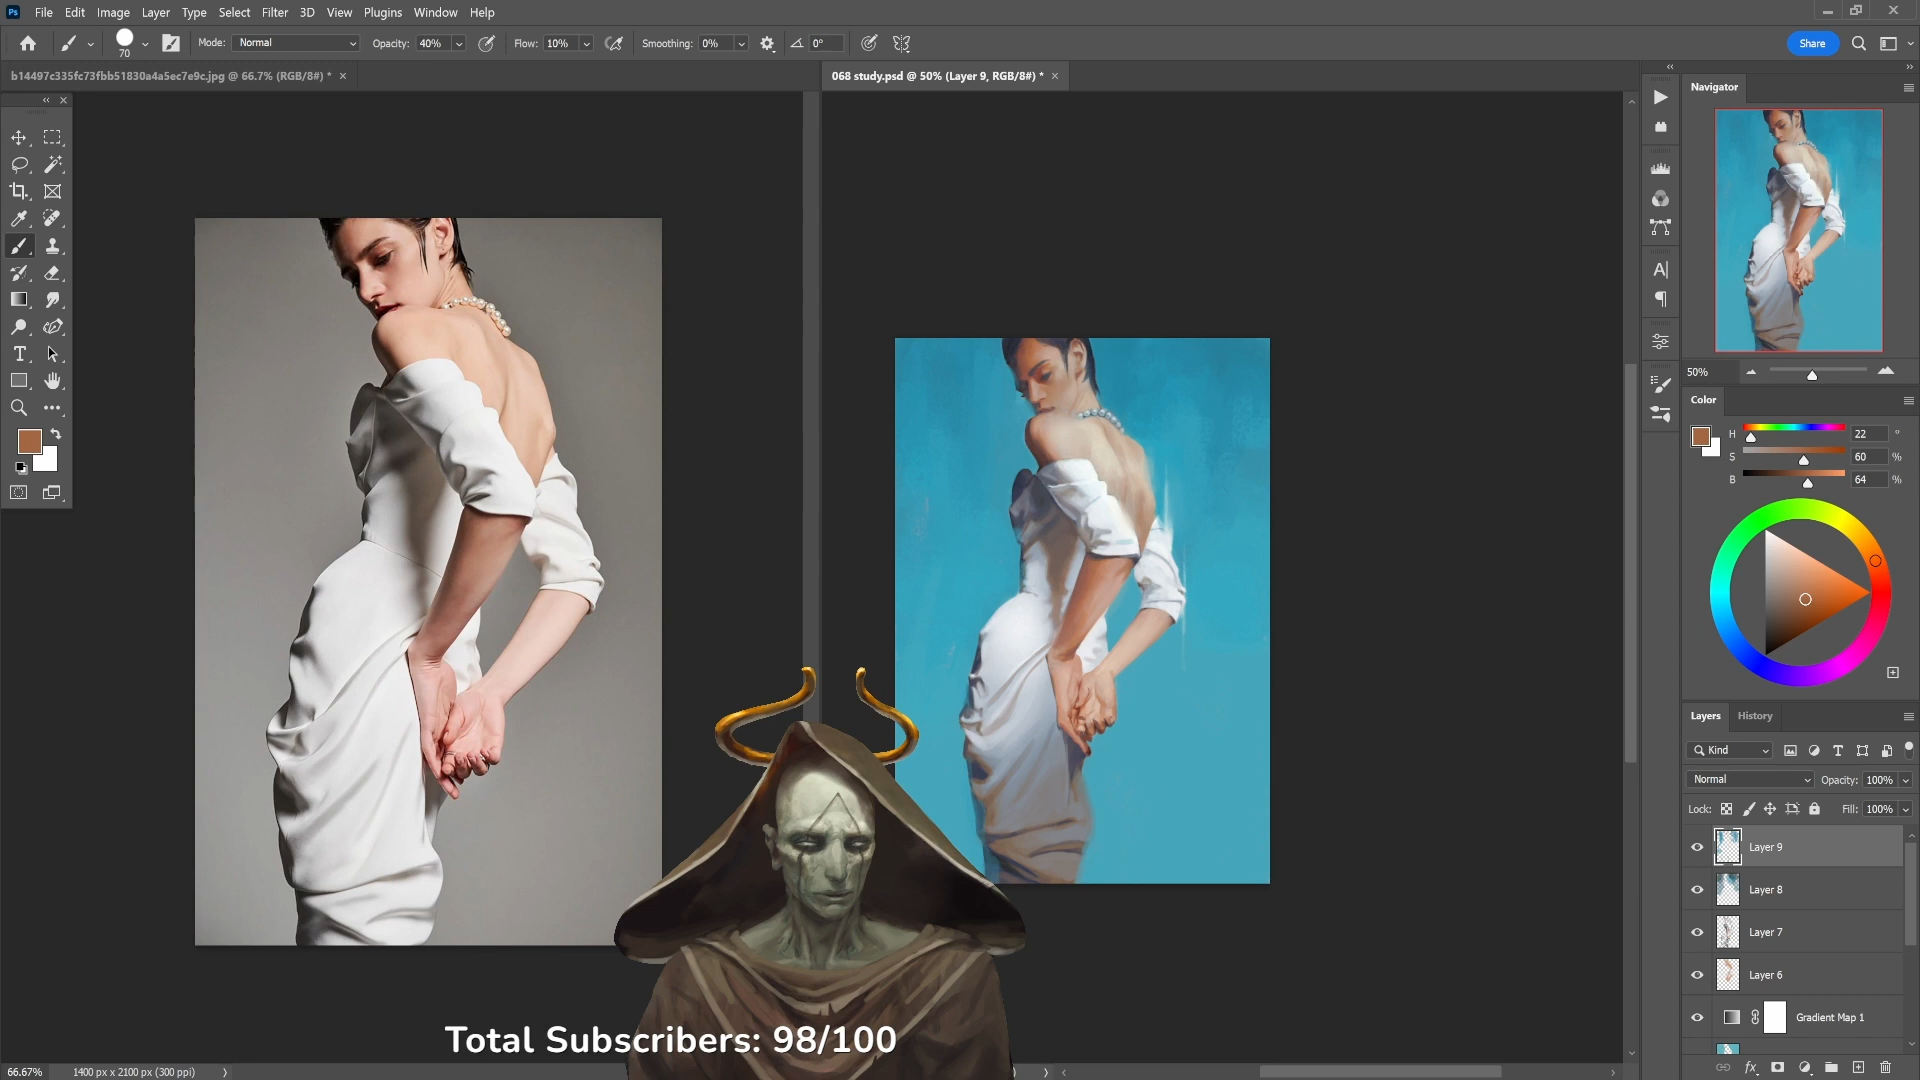 Ps File Edit Image Layer Type Select Filter 3D View Plugins Window Help
70 Mode: Normal Opacity: 40% Flow: 10% Smoothing: 0% 0° Share
b14497c335fc73fbb51830a4a5ec7e9c.jpg @ 66.7% (RGB/8#) * ×
068 study.psd @ 50% (Layer 9, RGB/8#) * ×
Navigator
50%
Color
H 22 °
S 60 %
B 64 %
Layers History
Kind
Normal Opacity: 100%
Lock: Fill: 100%
Layer 9
Layer 8
Layer 7
Layer 6
Gradient Map 1
fx
Total Subscribers: 98/100
66.67% 1400 px x 2100 px (300 ppi)